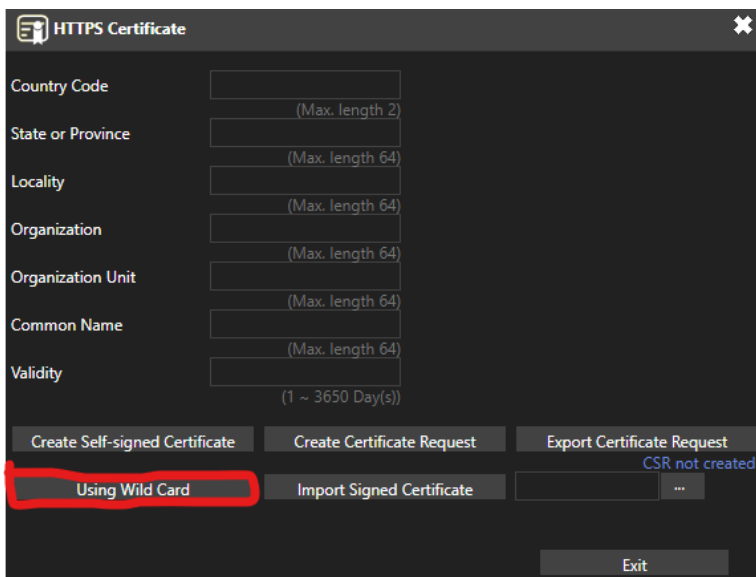 HTTPS Certificate
Country Code
(Max. length 2)
State or Province
(Max. length 64)
Locality
(Max. length 64)
Organization
(Max. length 64)
Organization Unit
(Max. length 64)
Common Name
(Max. length 64)
Validity
(1 ~ 3650 Day(s))
Create Self-signed Certificate Create Certificate Request Export Certificate Request
CSR not created
Using Wild Card Import Signed Certificate ...
Exit